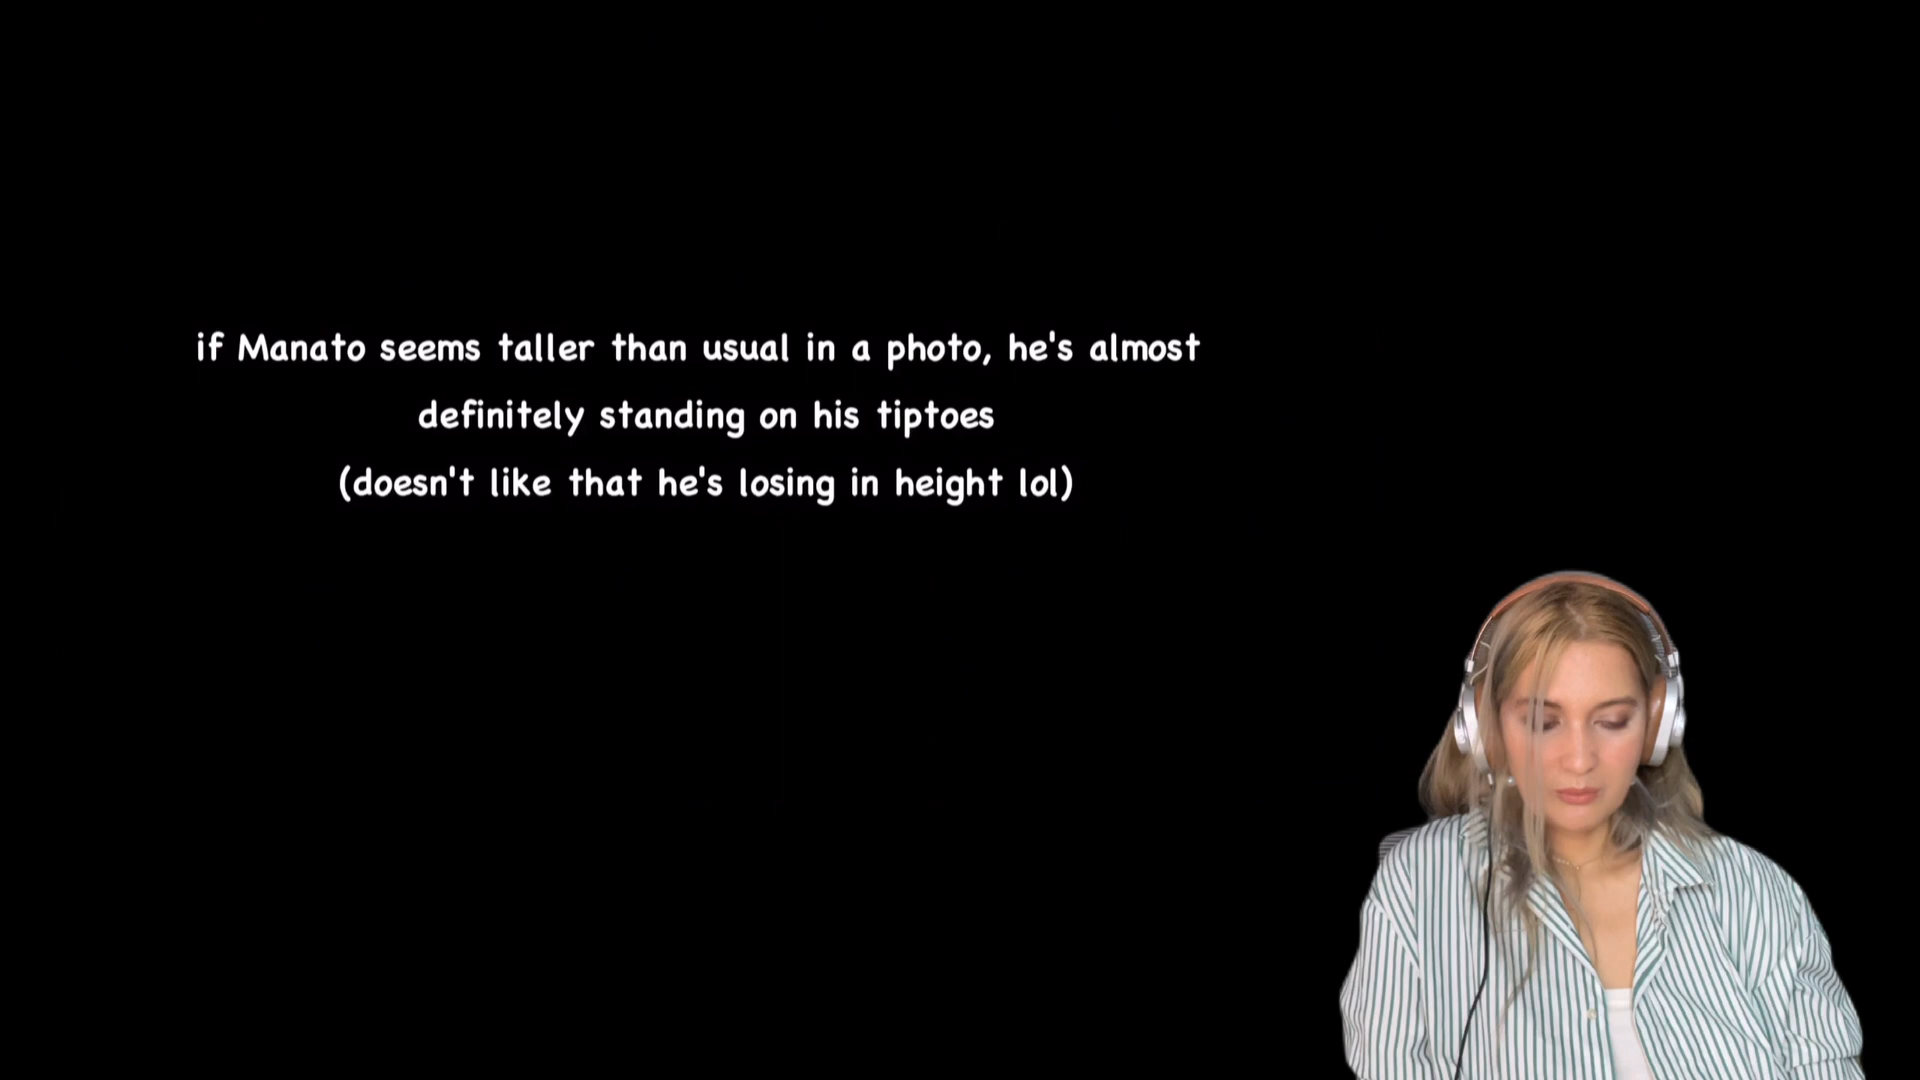 if Manato seems taller than usual in a photo, he's almost
definitely standing on his tiptoes
(doesn't like that he's losing in height lol)